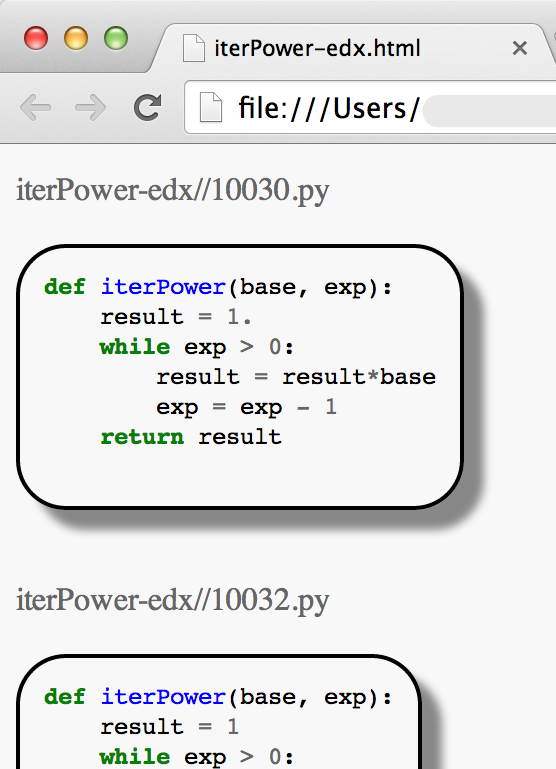 iterPower-edx.html
file:///Users/
iterPower-edx//10030.py
def iterPower(base, exp):
    result = 1.
    while exp > 0:
        result = result*base
        exp = exp - 1
    return result
iterPower-edx//10032.py
def iterPower(base, exp):
    result = 1
    while exp > 0: